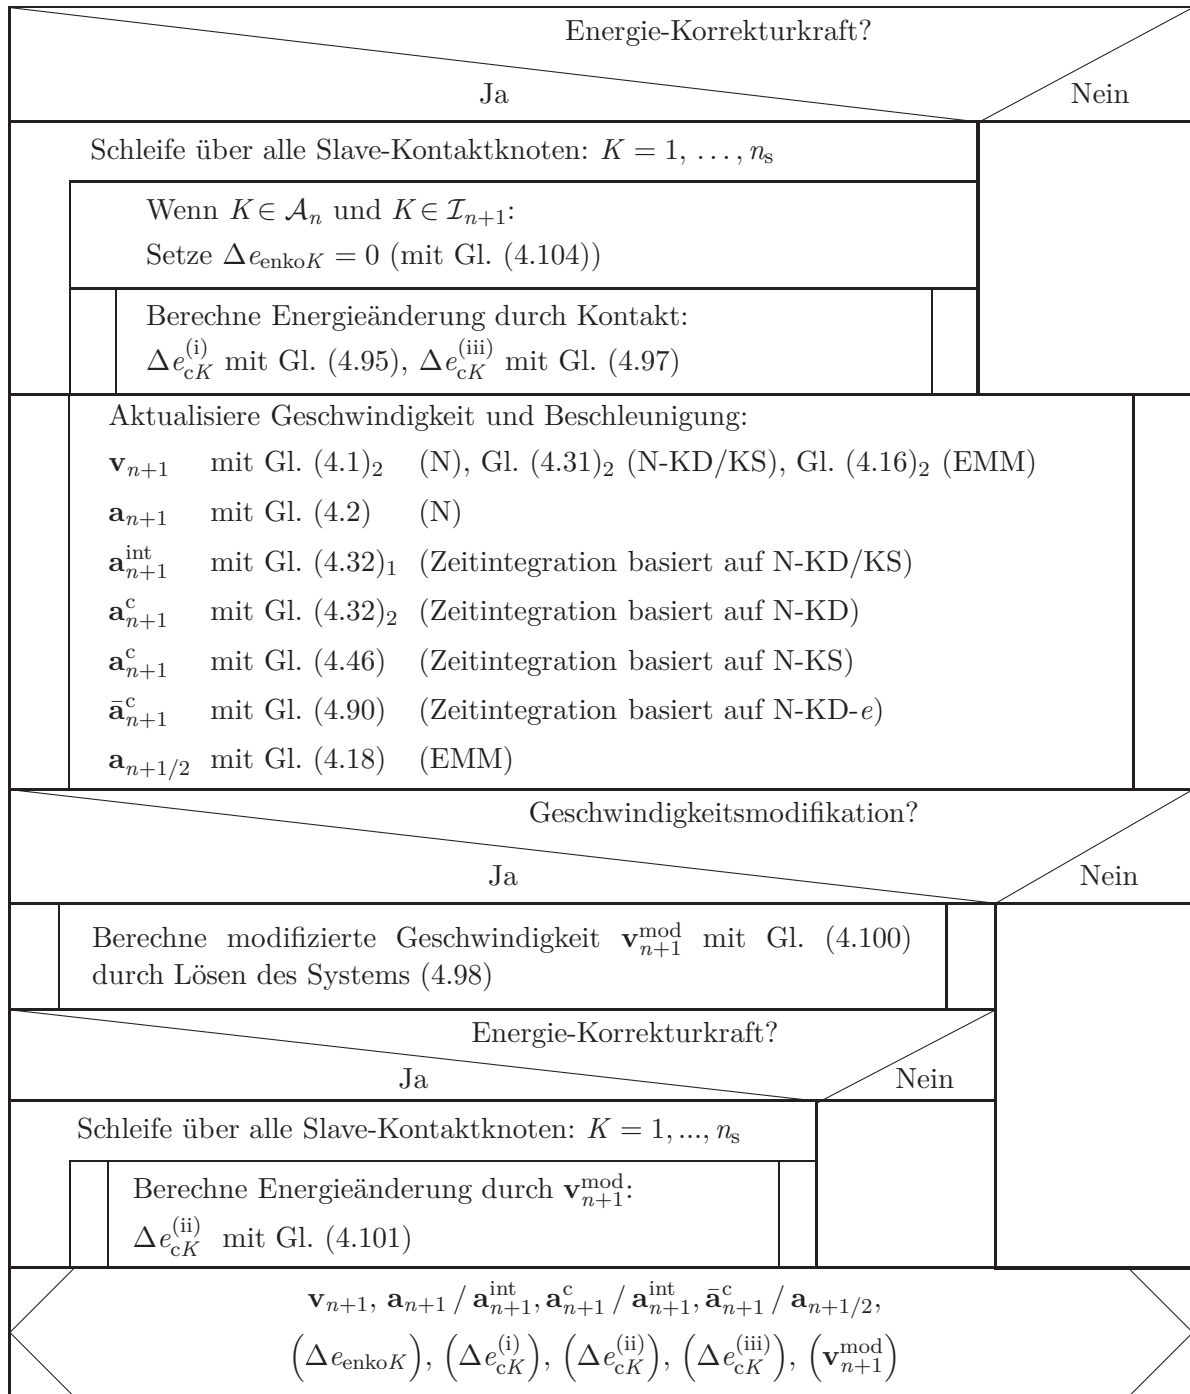 Energie-Korrekturkraft?
Ja Nein
Schleife über alle Slave-Kontaktknoten: K = 1, … , n_s
Wenn K ∈ 𝒜_n und K ∈ ℐ_{n+1}:
Setze Δe_{enkoK} = 0 (mit Gl. (4.104))
Berechne Energieänderung durch Kontakt:
Δe_{cK}^{(i)} mit Gl. (4.95), Δe_{cK}^{(iii)} mit Gl. (4.97)
Aktualisiere Geschwindigkeit und Beschleunigung:
v_{n+1} mit Gl. (4.1)_2 (N), Gl. (4.31)_2 (N-KD/KS), Gl. (4.16)_2 (EMM)
a_{n+1} mit Gl. (4.2) (N)
a_{n+1}^{int} mit Gl. (4.32)_1 (Zeitintegration basiert auf N-KD/KS)
a_{n+1}^{c} mit Gl. (4.32)_2 (Zeitintegration basiert auf N-KD)
a_{n+1}^{c} mit Gl. (4.46) (Zeitintegration basiert auf N-KS)
ā_{n+1}^{c} mit Gl. (4.90) (Zeitintegration basiert auf N-KD-e)
a_{n+1/2} mit Gl. (4.18) (EMM)
Geschwindigkeitsmodifikation?
Ja Nein
Berechne modifizierte Geschwindigkeit v_{n+1}^{mod} mit Gl. (4.100)
durch Lösen des Systems (4.98)
Energie-Korrekturkraft?
Ja Nein
Schleife über alle Slave-Kontaktknoten: K = 1, ..., n_s
Berechne Energieänderung durch v_{n+1}^{mod}:
Δe_{cK}^{(ii)} mit Gl. (4.101)
v_{n+1}, a_{n+1} / a_{n+1}^{int}, a_{n+1}^{c} / a_{n+1}^{int}, ā_{n+1}^{c} / a_{n+1/2},
(Δe_{enkoK}), (Δe_{cK}^{(i)}), (Δe_{cK}^{(ii)}), (Δe_{cK}^{(iii)}), (v_{n+1}^{mod})